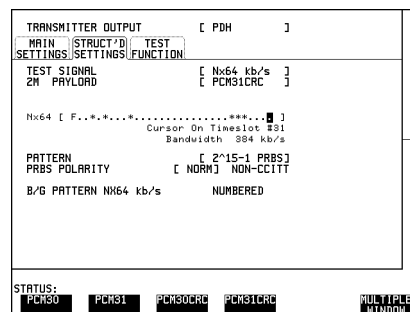 TRANSMITTER OUTPUT [ PDH ]
MAIN SETTINGS STRUCT'D SETTINGS TEST FUNCTION
TEST SIGNAL [ Nx64 kb/s ]
2M PAYLOAD [ PCM31CRC ]
Nx64 [ F..*.*...*...............***....  ]
Cursor On Timeslot #31
Bandwidth 384 kb/s
PATTERN [ 2^15-1 PRBS]
PRBS POLARITY [ NORM] NON-CCITT
B/G PATTERN NX64 kb/s NUMBERED
STATUS:
PCM30 PCM31 PCM30CRC PCM31CRC MULTIPLE WINDOW